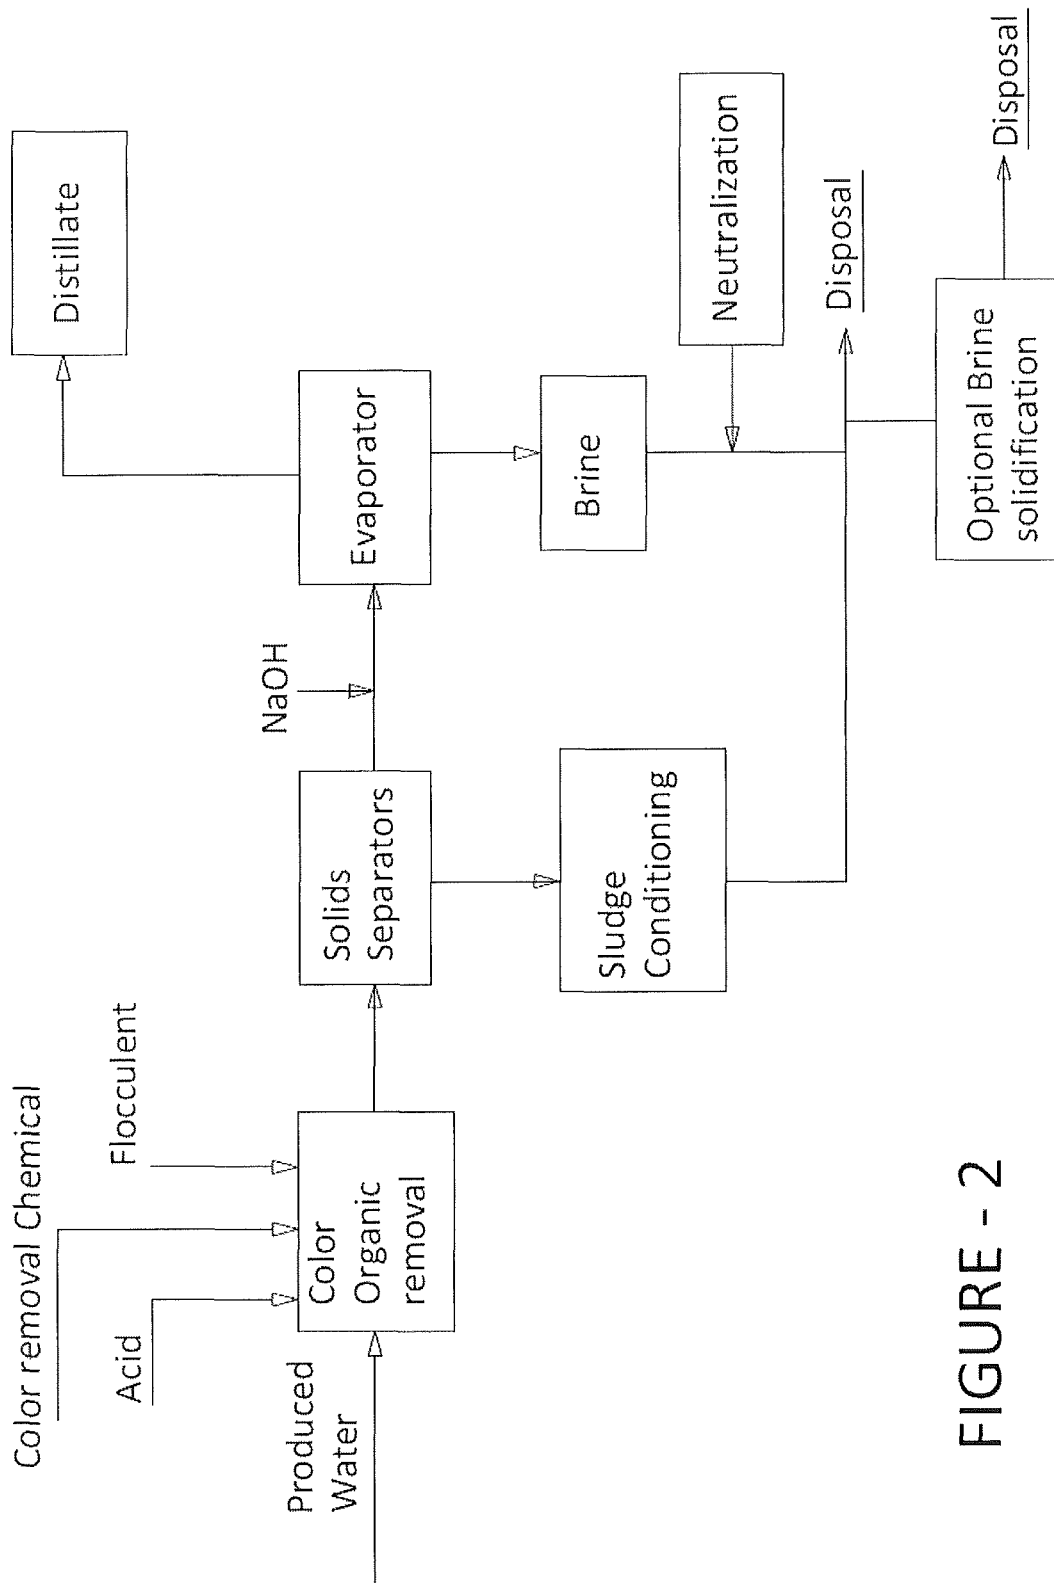 Color removal Chemical
Acid
Flocculent
Produced
Water
Color
Organic
removal
Solids
Separators
NaOH
Evaporator
Distillate
Sludge
Conditioning
Brine
Neutralization
Disposal
Optional Brine
solidification
Disposal
FIGURE - 2